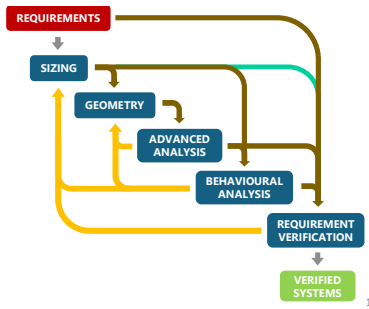 REQUIREMENTS
SIZING
GEOMETRY
ADVANCED
ANALYSIS
BEHAVIOURAL
ANALYSIS
REQUIREMENT
VERIFICATION
VERIFIED
SYSTEMS
1